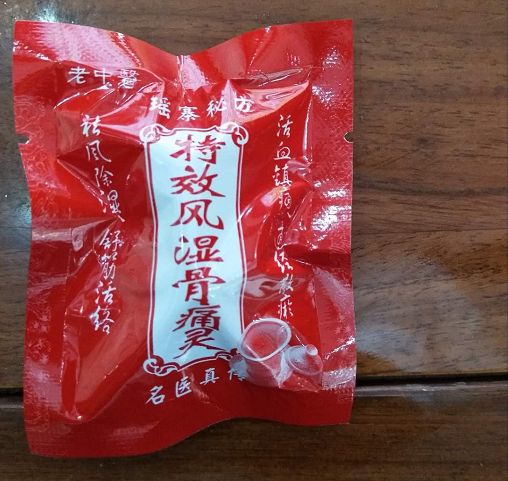 老中醫
瑶寨秘方
祛风除湿 舒筋活络
特效风湿骨痛灵
活血镇痛
名医真传